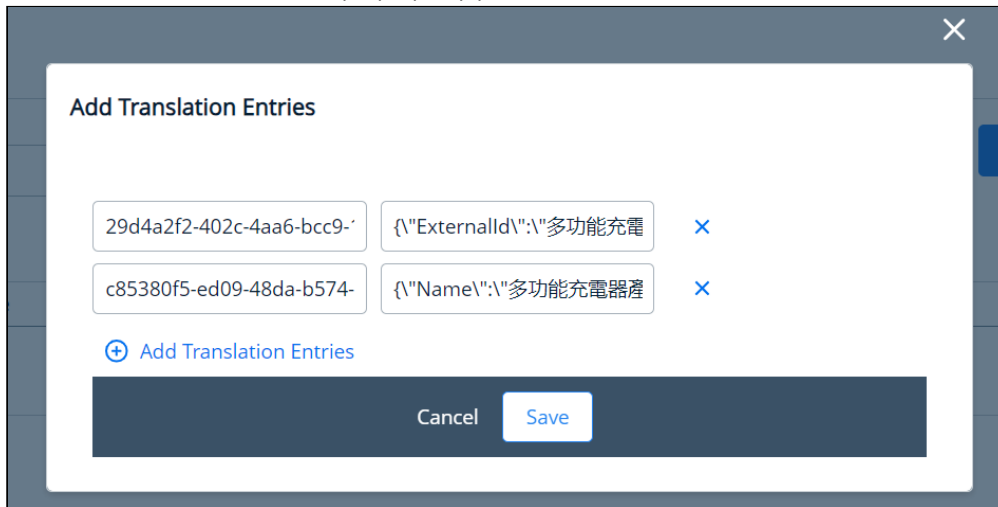 Add Translation Entries
29d4a2f2-402c-4aa6-bcc9- {\"ExternalId\":\"多功能充電
c85380f5-ed09-48da-b574- {\"Name\":\"多功能充電器產
Add Translation Entries
Cancel Save